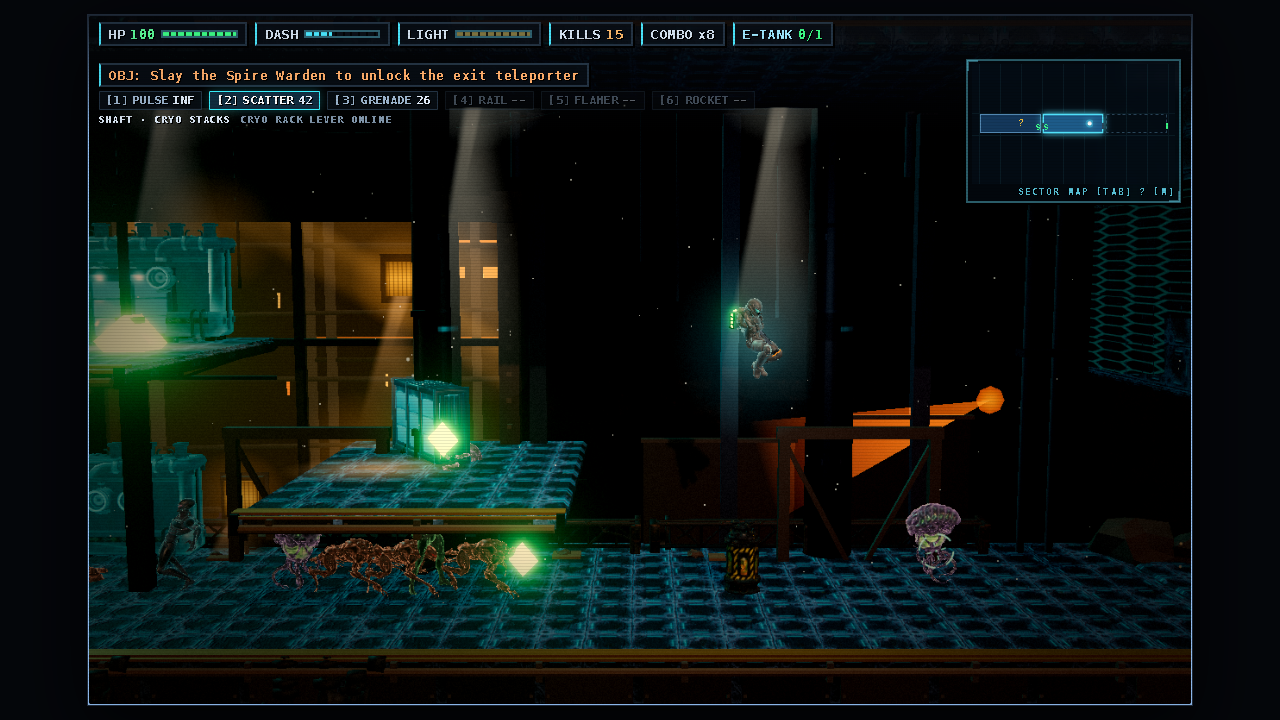 HP 100 DASH LIGHT KILLS 15 COMBO x8 E-TANK 0/1
OBJ: Slay the Spire Warden to unlock the exit teleporter
[1] PULSE INF [2] SCATTER 42 [3] GRENADE 26 [4] RAIL -- [5] FLAMER -- [6] ROCKET --
SHAFT · CRYO STACKS CRYO RACK LEVER ONLINE
?
S S
SECTOR MAP [TAB] ? [M]